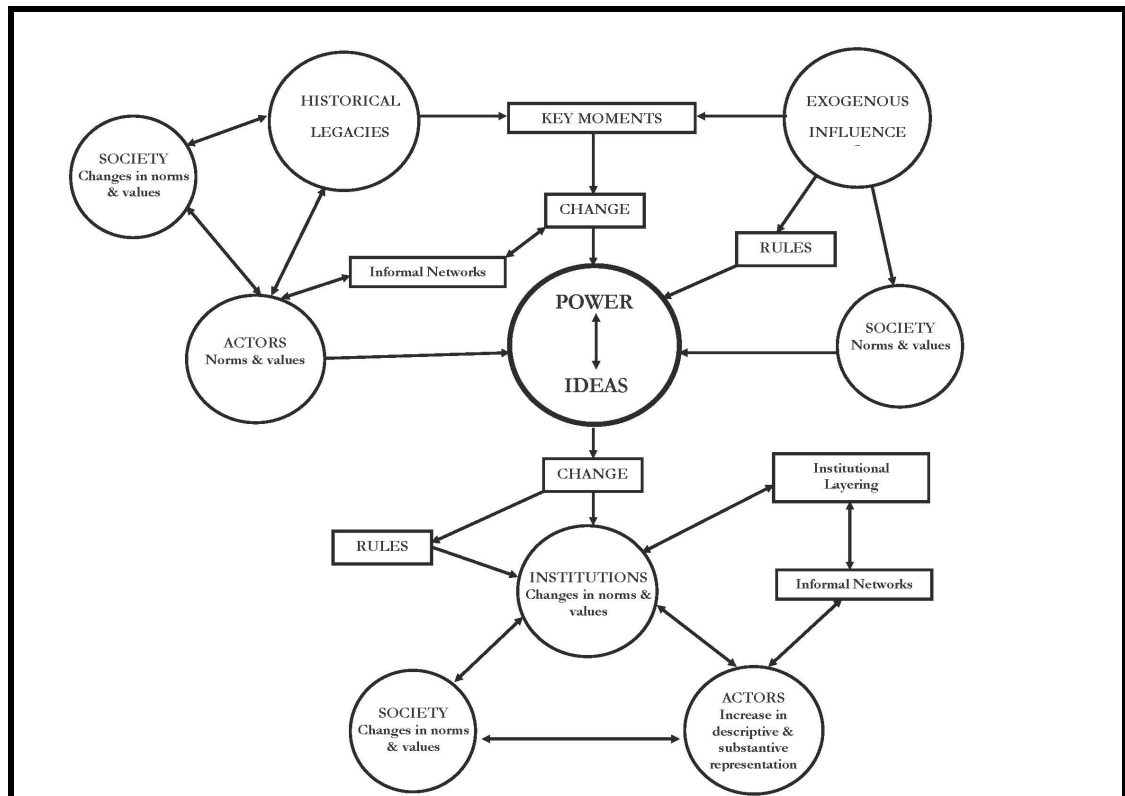 HISTORICAL
LEGACIES
KEY MOMENTS
EXOGENOUS
INFLUENCE
SOCIETY
Changes in norms
& values
CHANGE
RULES
Informal Networks
POWER
IDEAS
ACTORS
Norms & values
SOCIETY
Norms & values
CHANGE
Institutional
Layering
RULES
INSTITUTIONS
Changes in norms &
values
Informal Networks
SOCIETY
Changes in norms
& values
ACTORS
Increase in
descriptive &
substantive
representation